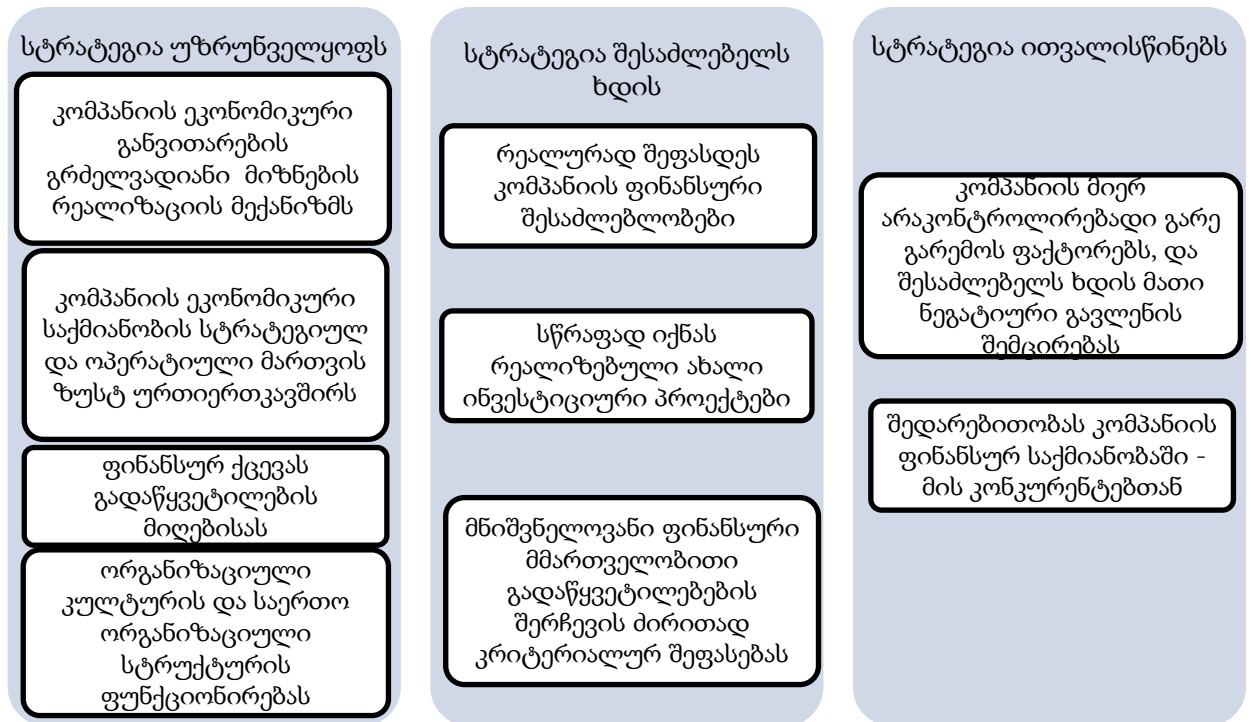 სტრატეგია უზრუნველყოფს
კომპანიის ეკონომიკური
განვითარების
გრძელვადიანი მიზნების
რეალიზაციის მექანიზმს
კომპანიის ეკონომიკური
საქმიანობის სტრატეგიულ
და ოპერატიული მართვის
ზუსტ ურთიერთკავშირს
ფინანსურ ქცევას
გადაწყვეტილების
მიღებისას
ორგანიზაციული
კულტურის და საერთო
ორგანიზაციული
სტრუქტურის
ფუნქციონირებას
სტრატეგია შესაძლებელს
ხდის
რეალურად შეფასდეს
კომპანიის ფინანსური
შესაძლებლობები
სწრაფად იქნას
რეალიზებული ახალი
ინვესტიციური პროექტები
მნიშვნელოვანი ფინანსური
მმართველობითი
გადაწყვეტილებების
შერჩევის ძირითად
კრიტერიალურ შეფასებას
სტრატეგია ითვალისწინებს
კომპანიის მიერ
არაკონტროლირებადი გარე
გარემოს ფაქტორებს, და
შესაძლებელს ხდის მათი
ნეგატიური გავლენის
შემცირებას
შედარებითობას კომპანიის
ფინანსურ საქმიანობაში -
მის კონკურენტებთან